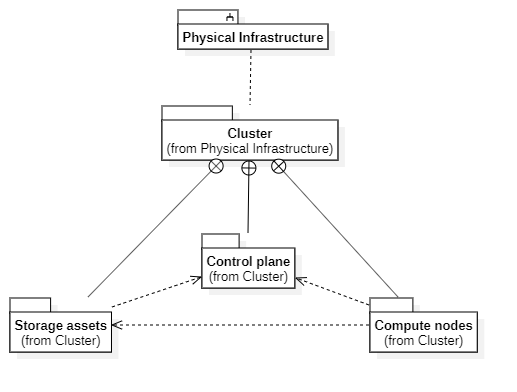 Physical Infrastructure
Cluster
(from Physical Infrastructure)
Control plane
(from Cluster)
Storage assets
(from Cluster)
Compute nodes
(from Cluster)